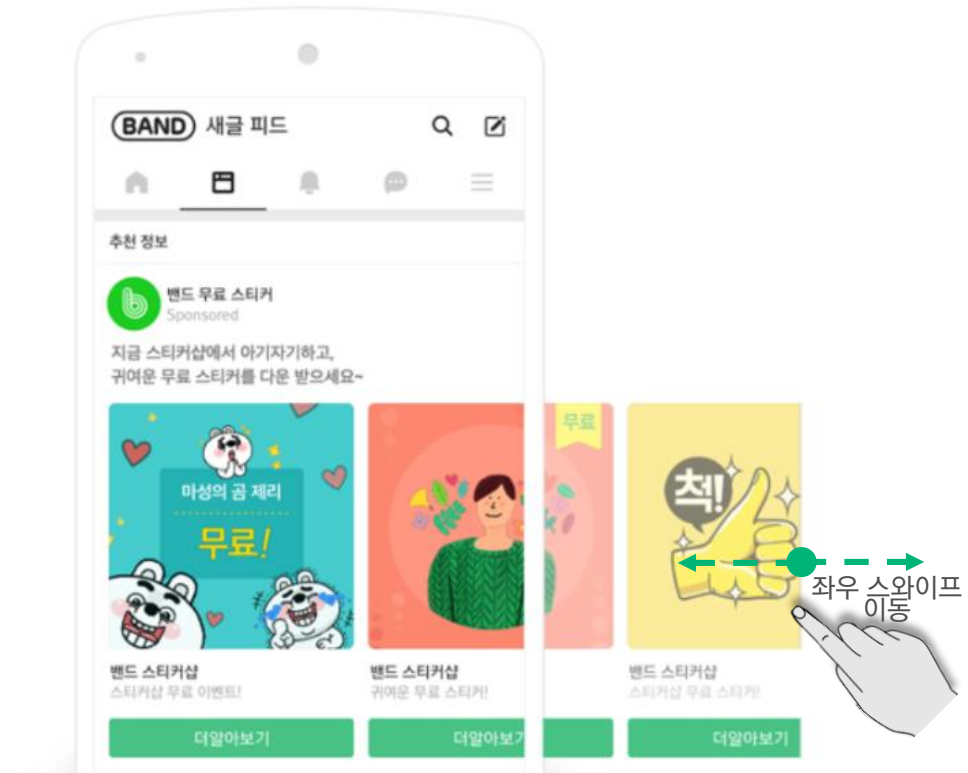 BAND 새글 피드
추천 정보
밴드 무료 스티커
Sponsored
지금 스티커샵에서 아기자기하고,
귀여운 무료 스티커를 다운 받으세요~
마성의 곰 제리
무료!
무료
척!
좌우 스와이프
이동
밴드 스티커샵
스티커샵 무료 이벤트!
더알아보기
밴드 스티커샵
귀여운 무료 스티커!
더알아보기
밴드 스티커샵
스티커샵 무료 스티커!
더알아보기